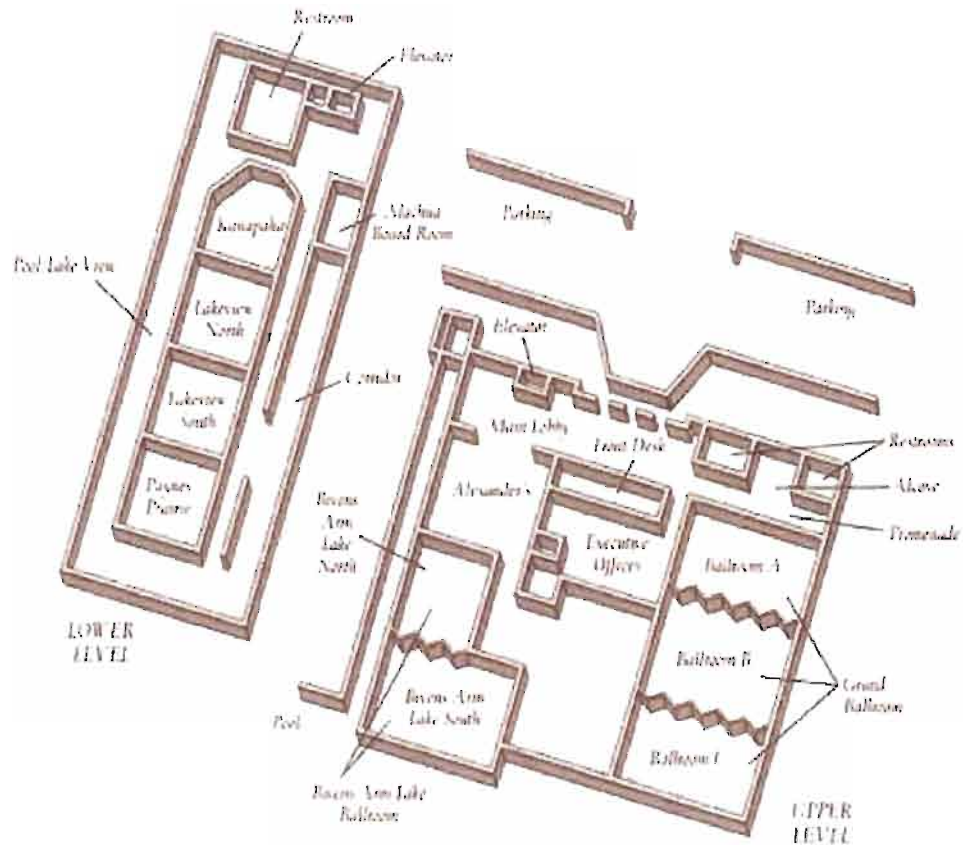 Restroom
Elevator
Kanapaha
Alachua
Board Room
Parking
Parking
Pool Lake View
Lakeview
North
Elevator
Corridor
Lakeview
South
Main Lobby
Front Desk
Restrooms
Alexander's
Alcove
Promenade
Paynes
Prairie
Bivens
Arm
Lake
North
Executive
Offices
Ballroom A
Ballroom B
Grand
Ballroom
LOWER
LEVEL
Bivens Arm
Lake South
Pool
Ballroom
Bivens Arm Lake
Ballroom
UPPER
LEVEL